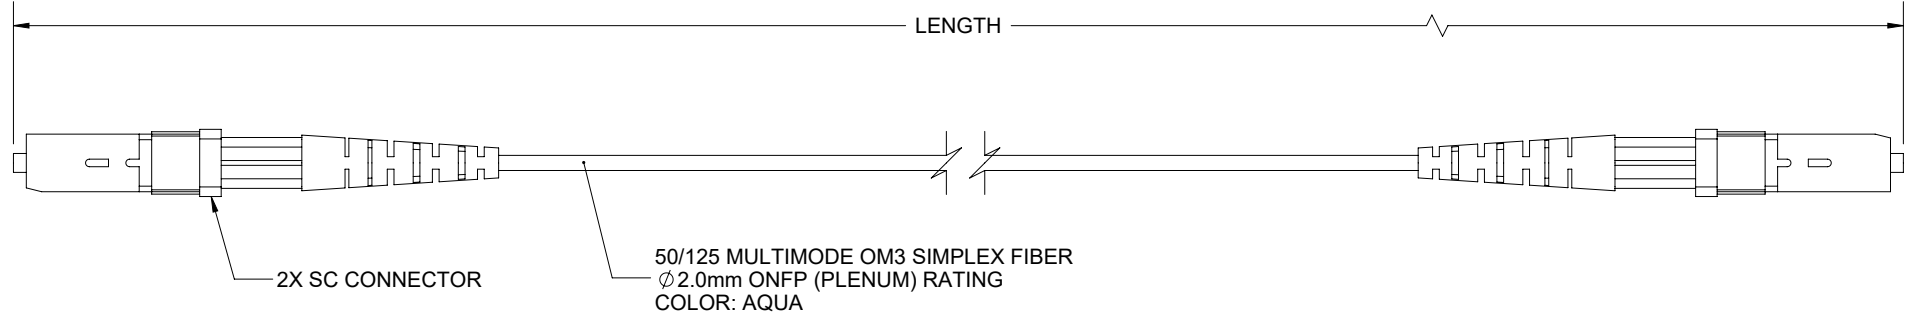 LENGTH
2X SC CONNECTOR
50/125 MULTIMODE OM3 SIMPLEX FIBER
∅2.0mm ONFP (PLENUM) RATING
COLOR: AQUA